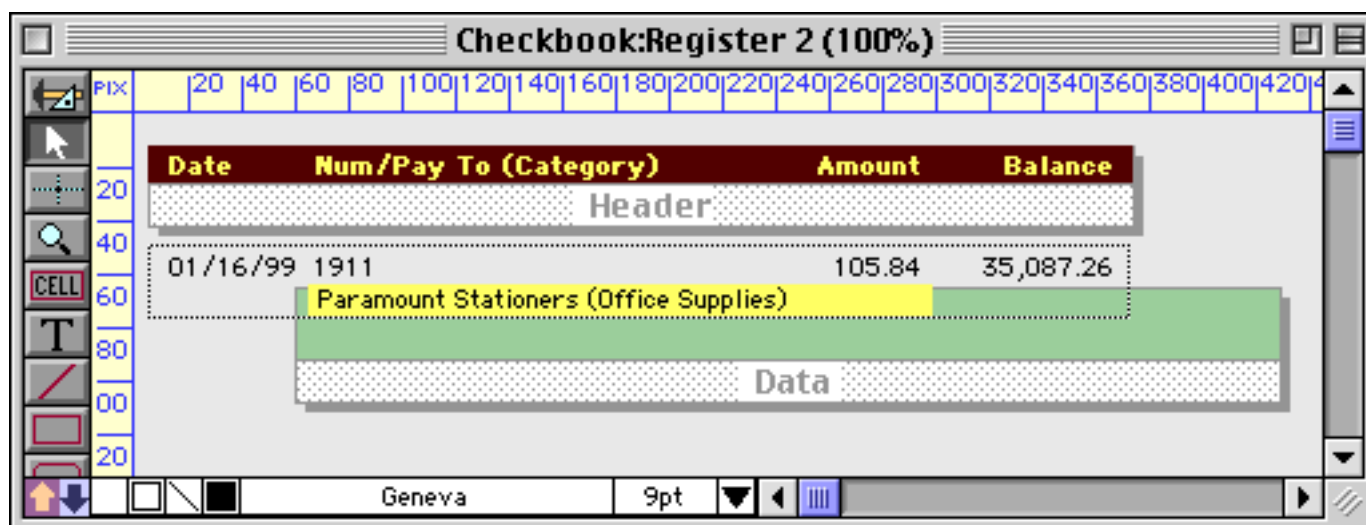 Checkbook:Register 2 (100%)
PIX 20 40 60 80 100 120 140 160 180 200 220 240 260 280 300 320 340 360 380 400 420 4
Date Num/Pay To (Category) Amount Balance
20
Header
40
01/16/99 1911 105.84 35,087.26
CELL
60
Paramount Stationers (Office Supplies)
T
80
Data
00
20
Geneva 9pt